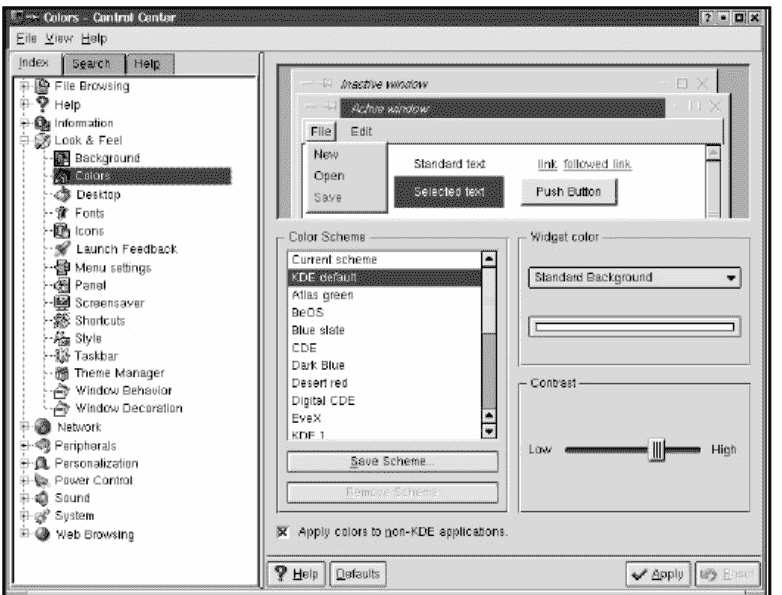 Colors - Control Center
File View Help
Index Search Help
File Browsing
Help
Information
Look & Feel
Background
Colors
Desktop
Fonts
Icons
Launch Feedback
Menu settings
Panel
Screensaver
Shortcuts
Style
Taskbar
Theme Manager
Window Behavior
Window Decoration
Network
Peripherals
Personalization
Power Control
Sound
System
Web Browsing
Inactive window
Active window
File Edit
New
Open
Save
Standard text
link followed link
Selected text
Push Button
Color Scheme
Current scheme
KDE default
Atlas green
BeOS
Blue slate
CDE
Dark Blue
Desert red
Digital CDE
EveX
KDE 1
Save Scheme...
Remove Scheme
Widget color
Standard Background
Contrast
Low High
Apply colors to non-KDE applications.
Help Defaults
Apply Reset